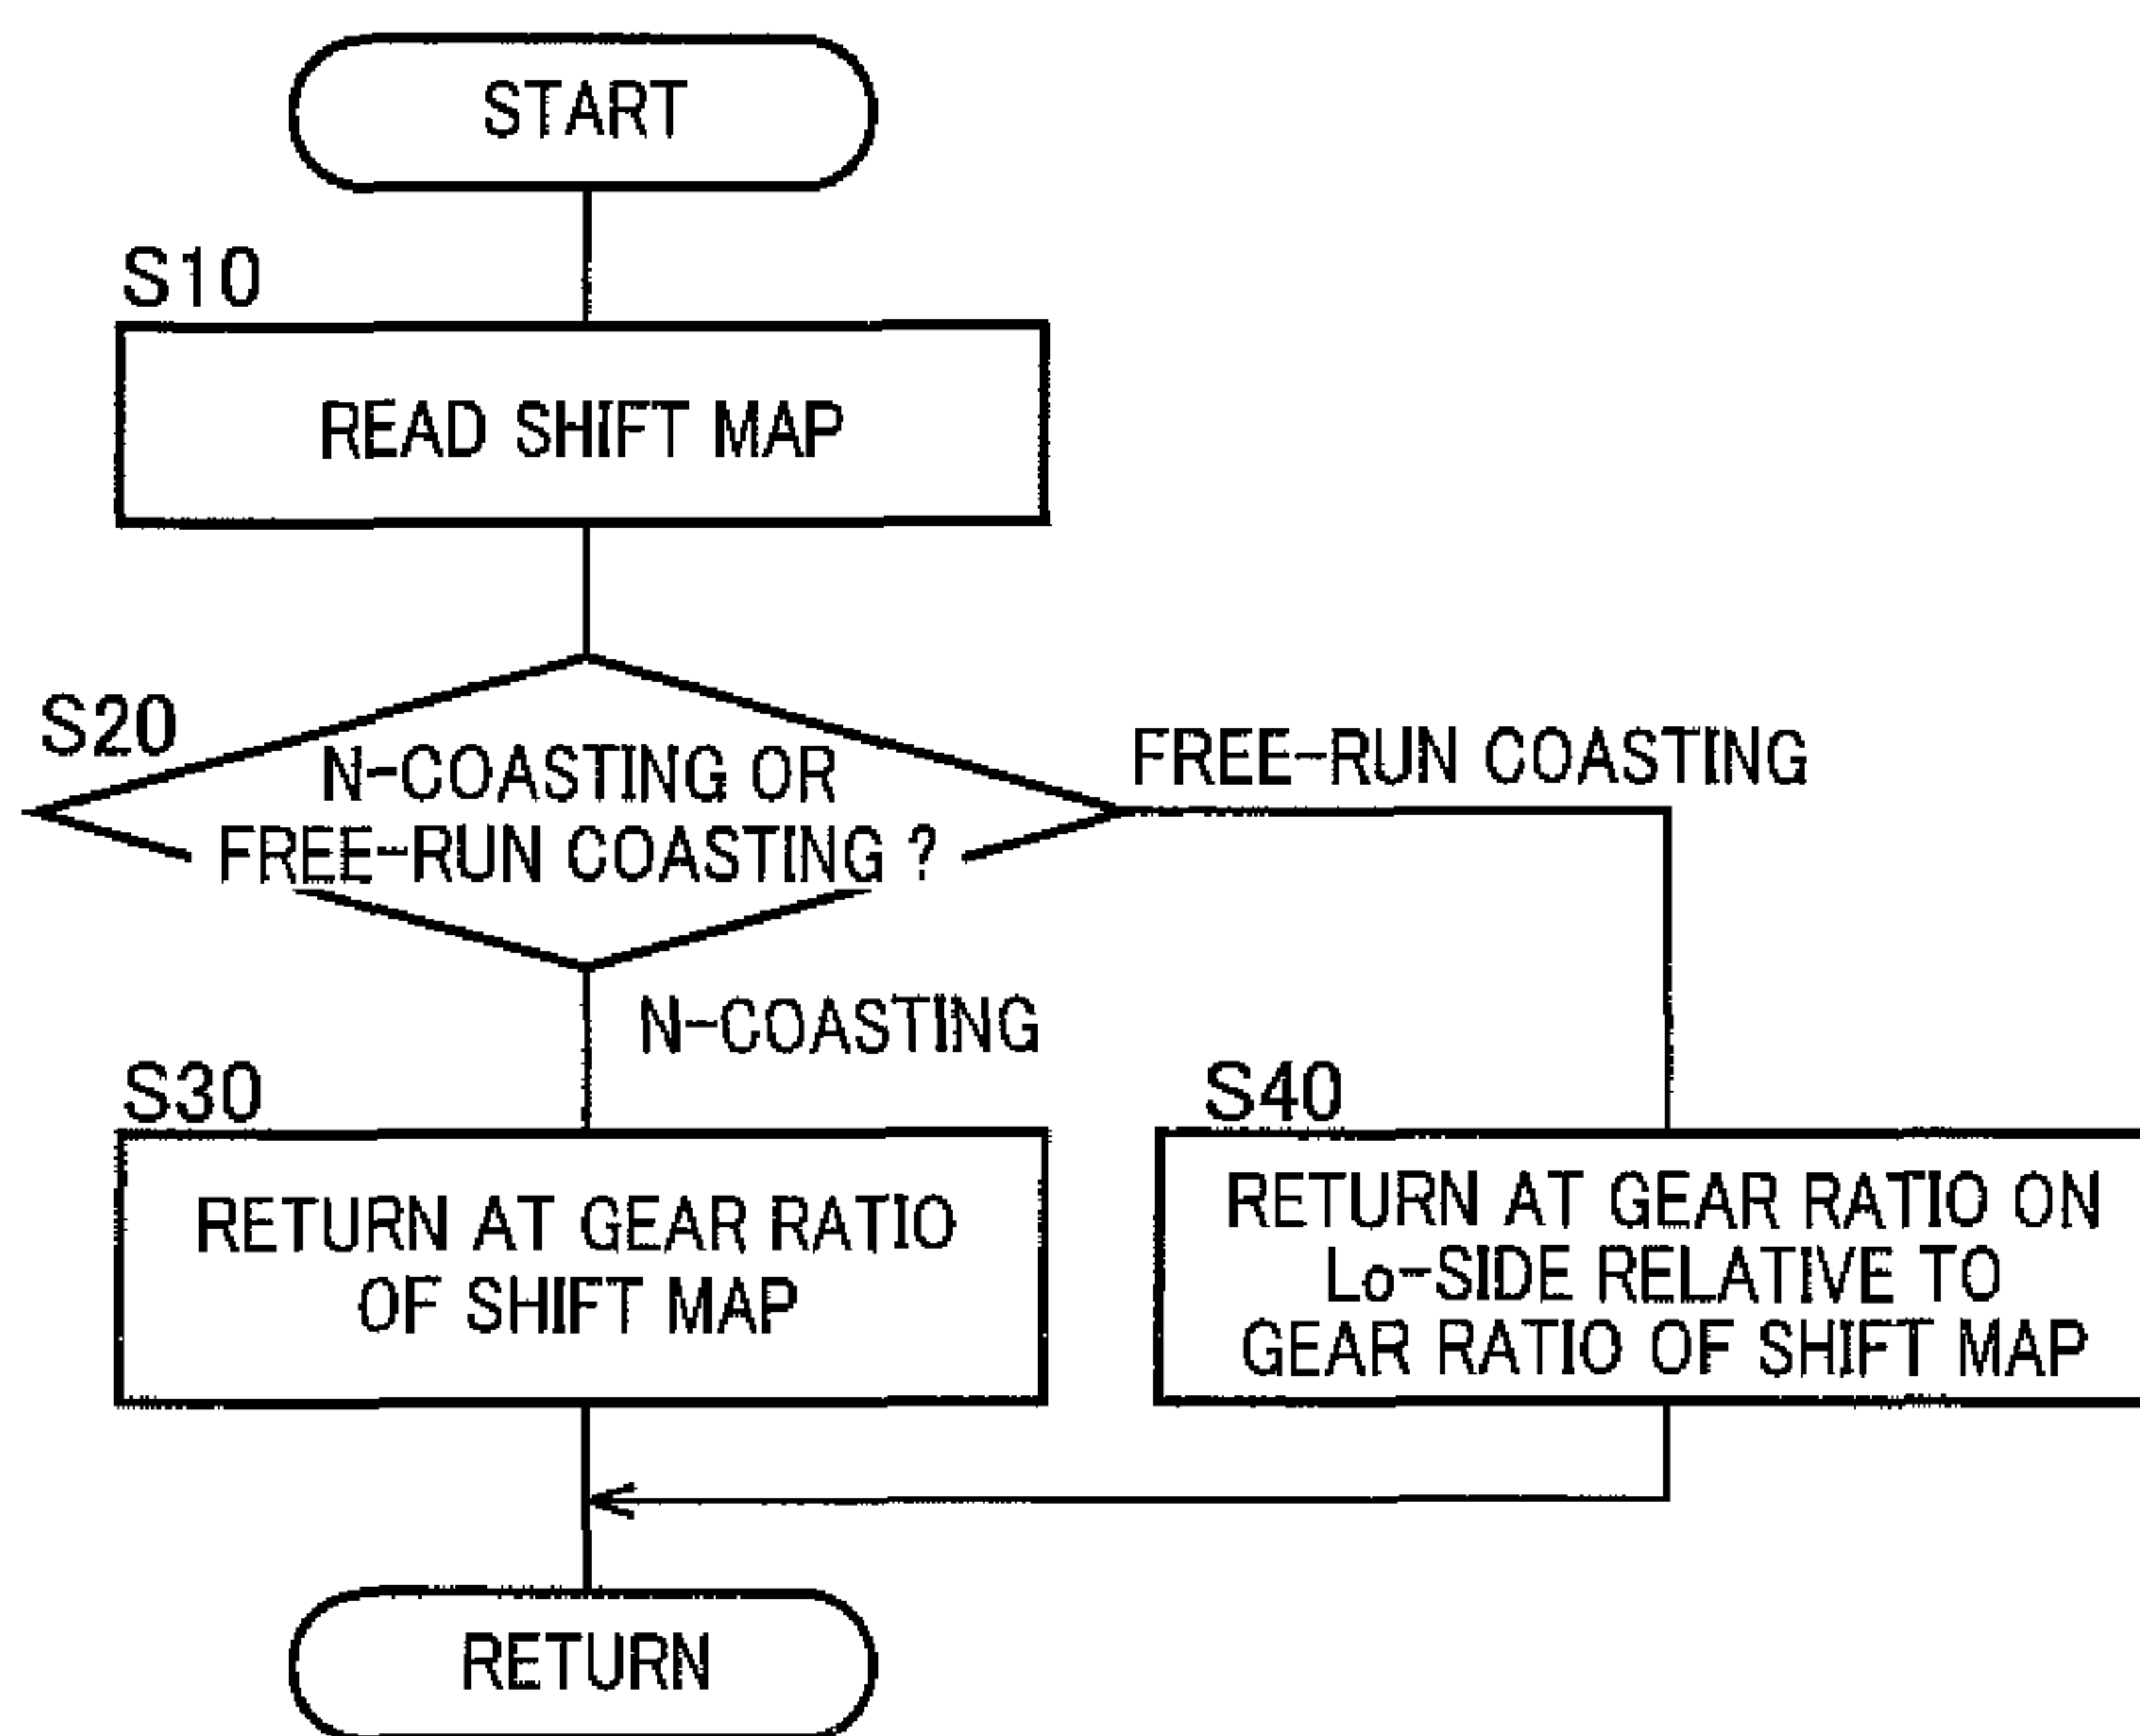 START
S10
READ SHIFT MAP
S20
N-COASTING OR
FREE-RUN COASTING ?
FREE-RUN COASTING
N-COASTING
S30
RETURN AT GEAR RATIO
OF SHIFT MAP
S40
RETURN AT GEAR RATIO ON
Lo-SIDE RELATIVE TO
GEAR RATIO OF SHIFT MAP
RETURN